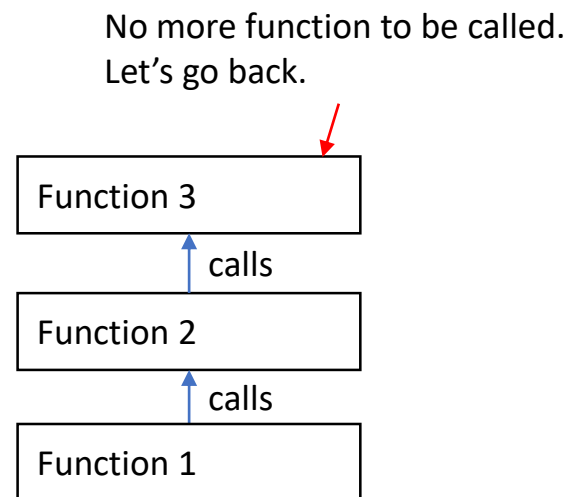 No more function to be called.
Let’s go back.
Function 3
calls
Function 2
calls
Function 1